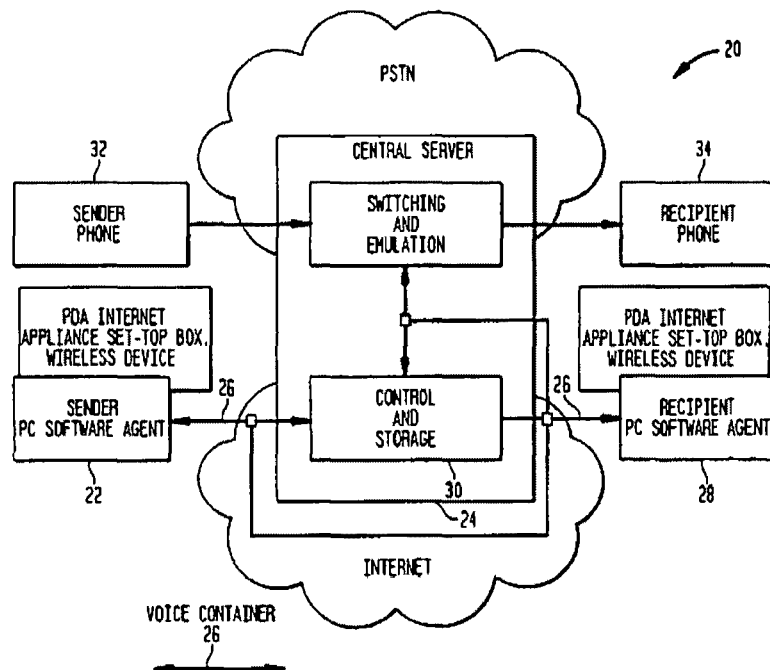 PSTN
20
CENTRAL SERVER
32
34
SENDER
PHONE
SWITCHING
AND
EMULATION
RECIPIENT
PHONE
PDA INTERNET
APPLIANCE SET-TOP BOX,
WIRELESS DEVICE
PDA INTERNET
APPLIANCE SET-TOP BOX,
WIRELESS DEVICE
SENDER
PC SOFTWARE AGENT
26
CONTROL
AND
STORAGE
26
RECIPIENT
PC SOFTWARE AGENT
22
30
28
24
INTERNET
VOICE CONTAINER
26